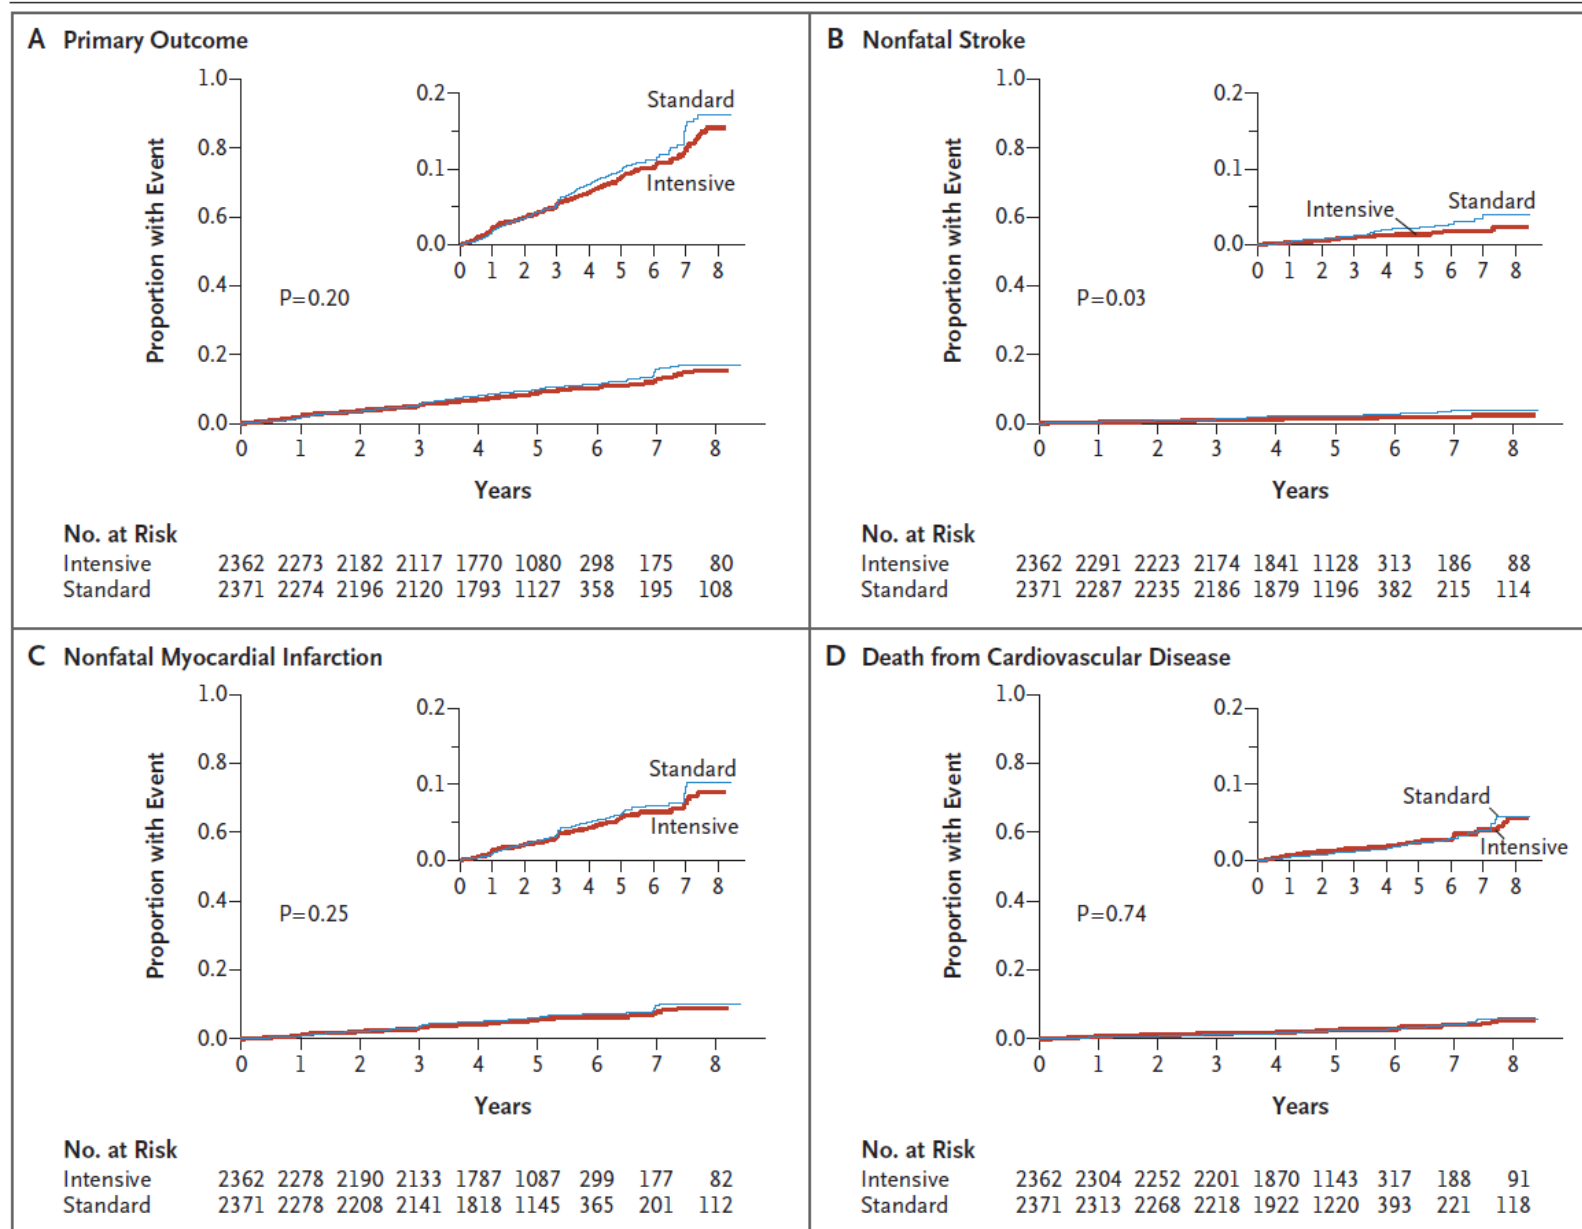 A Primary Outcome
1.0
0.8
0.6
0.4
0.2
0.0
Proportion with Event
0.2
0.1
0.0
Standard
Intensive
0 1 2 3 4 5 6 7 8
P=0.20
0 1 2 3 4 5 6 7 8
Years
No. at Risk
Intensive 2362 2273 2182 2117 1770 1080 298 175 80
Standard 2371 2274 2196 2120 1793 1127 358 195 108
B Nonfatal Stroke
1.0
0.8
0.6
0.4
0.2
0.0
Proportion with Event
0.2
0.1
0.0
Intensive
Standard
0 1 2 3 4 5 6 7 8
P=0.03
0 1 2 3 4 5 6 7 8
Years
No. at Risk
Intensive 2362 2291 2223 2174 1841 1128 313 186 88
Standard 2371 2287 2235 2186 1879 1196 382 215 114
C Nonfatal Myocardial Infarction
1.0
0.8
0.6
0.4
0.2
0.0
Proportion with Event
0.2
0.1
0.0
Standard
Intensive
0 1 2 3 4 5 6 7 8
P=0.25
0 1 2 3 4 5 6 7 8
Years
No. at Risk
Intensive 2362 2278 2190 2133 1787 1087 299 177 82
Standard 2371 2278 2208 2141 1818 1145 365 201 112
D Death from Cardiovascular Disease
1.0
0.8
0.6
0.4
0.2
0.0
Proportion with Event
0.2
0.1
0.0
Standard
Intensive
0 1 2 3 4 5 6 7 8
P=0.74
0 1 2 3 4 5 6 7 8
Years
No. at Risk
Intensive 2362 2304 2252 2201 1870 1143 317 188 91
Standard 2371 2313 2268 2218 1922 1220 393 221 118